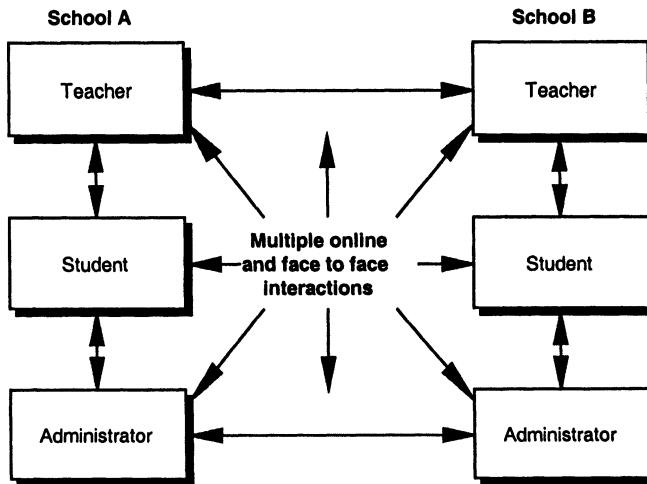 School A
School B
Teacher
Teacher
Multiple online
and face to face
interactions
Student
Student
Administrator
Administrator